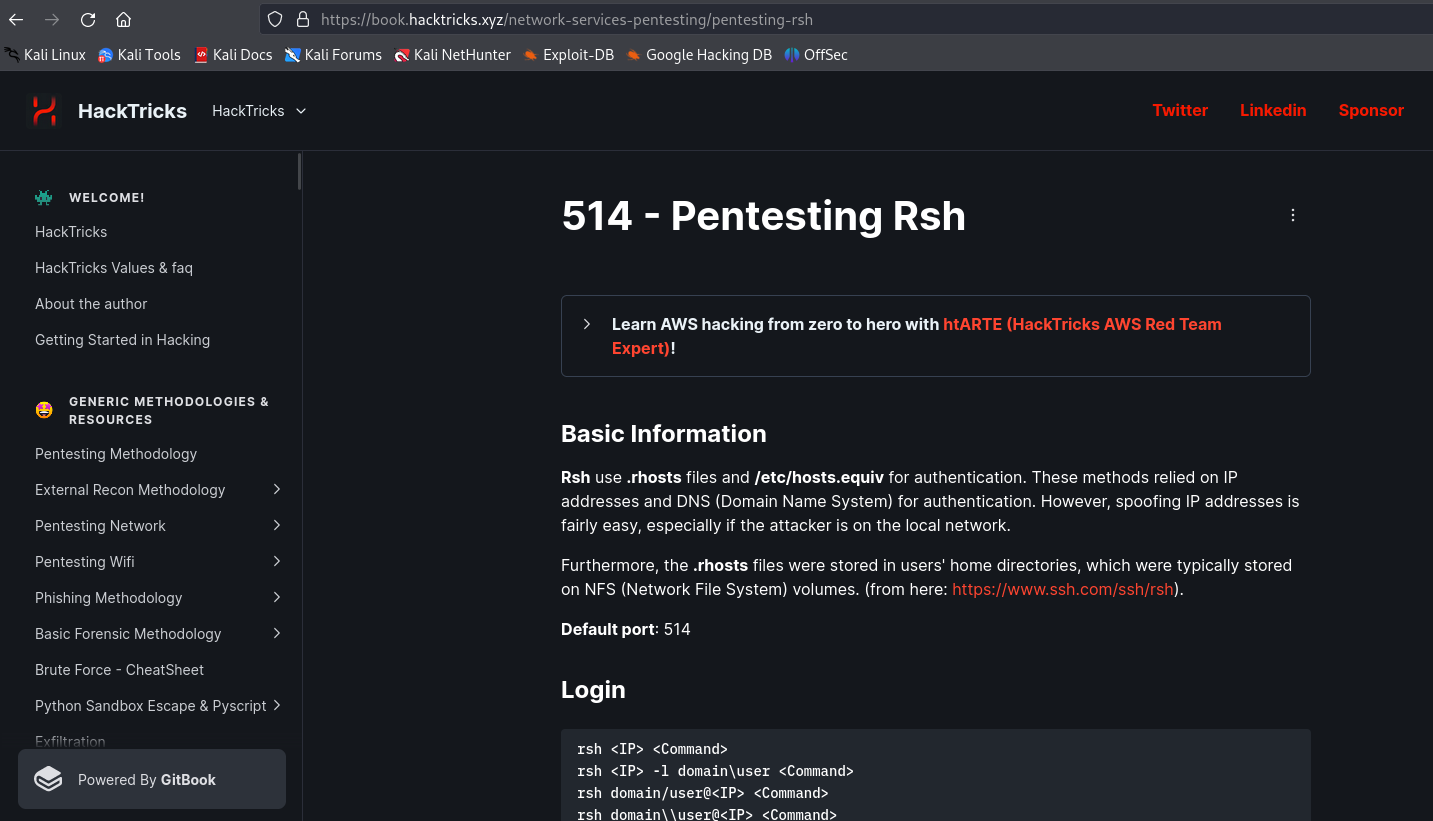 https://book.hacktricks.xyz/network-services-pentesting/pentesting-rsh
Kali Linux Kali Tools Kali Docs Kali Forums Kali NetHunter Exploit-DB Google Hacking DB OffSec
HackTricks HackTricks Twitter Linkedin Sponsor
WELCOME!
HackTricks
HackTricks Values & faq
About the author
Getting Started in Hacking
GENERIC METHODOLOGIES &
RESOURCES
Pentesting Methodology
External Recon Methodology
Pentesting Network
Pentesting Wifi
Phishing Methodology
Basic Forensic Methodology
Brute Force - CheatSheet
Python Sandbox Escape & Pyscript
Exfiltration
Powered By GitBook
514 - Pentesting Rsh
Learn AWS hacking from zero to hero with htARTE (HackTricks AWS Red Team
Expert)!
Basic Information
Rsh use .rhosts files and /etc/hosts.equiv for authentication. These methods relied on IP
addresses and DNS (Domain Name System) for authentication. However, spoofing IP addresses is
fairly easy, especially if the attacker is on the local network.
Furthermore, the .rhosts files were stored in users' home directories, which were typically stored
on NFS (Network File System) volumes. (from here: https://www.ssh.com/ssh/rsh).
Default port: 514
Login
rsh <IP> <Command>
rsh <IP> -l domain\user <Command>
rsh domain/user@<IP> <Command>
rsh domain\\user@<IP> <Command>